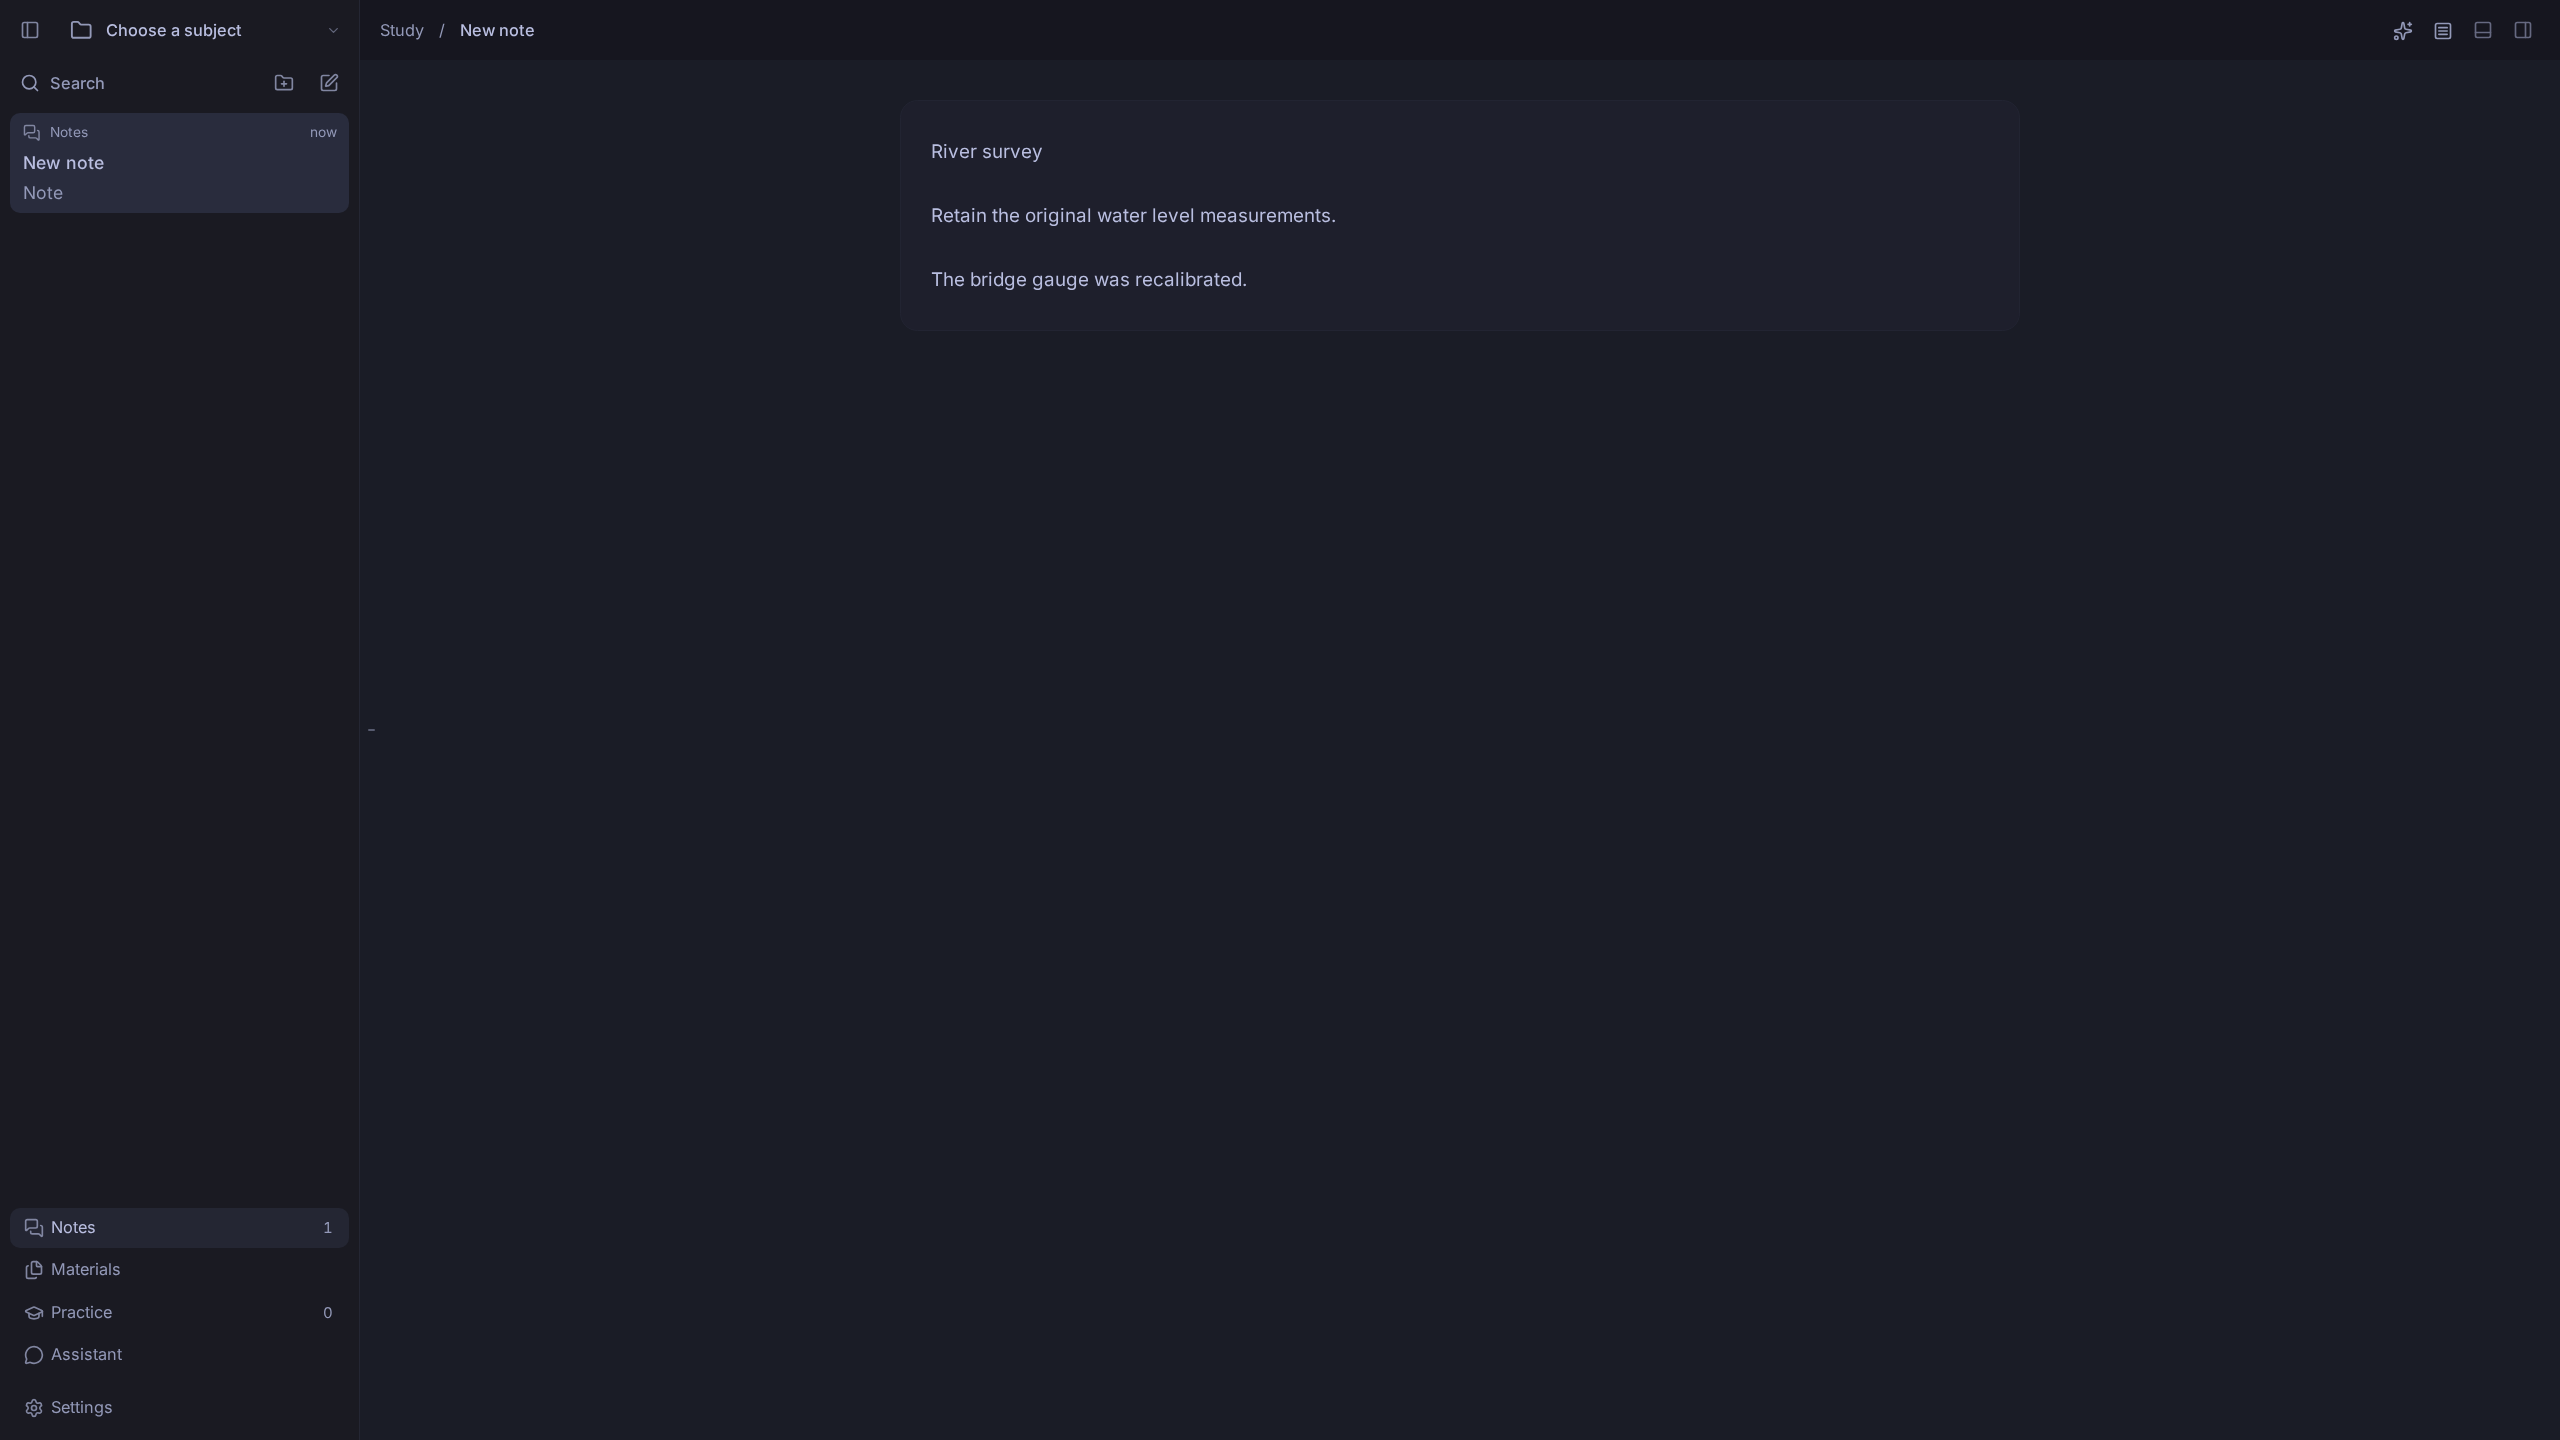 Choose a subject
Study / New note
Search
Notes now
New note
Note
River survey
Retain the original water level measurements.
The bridge gauge was recalibrated.
Notes 1
Materials
Practice 0
Assistant
Settings